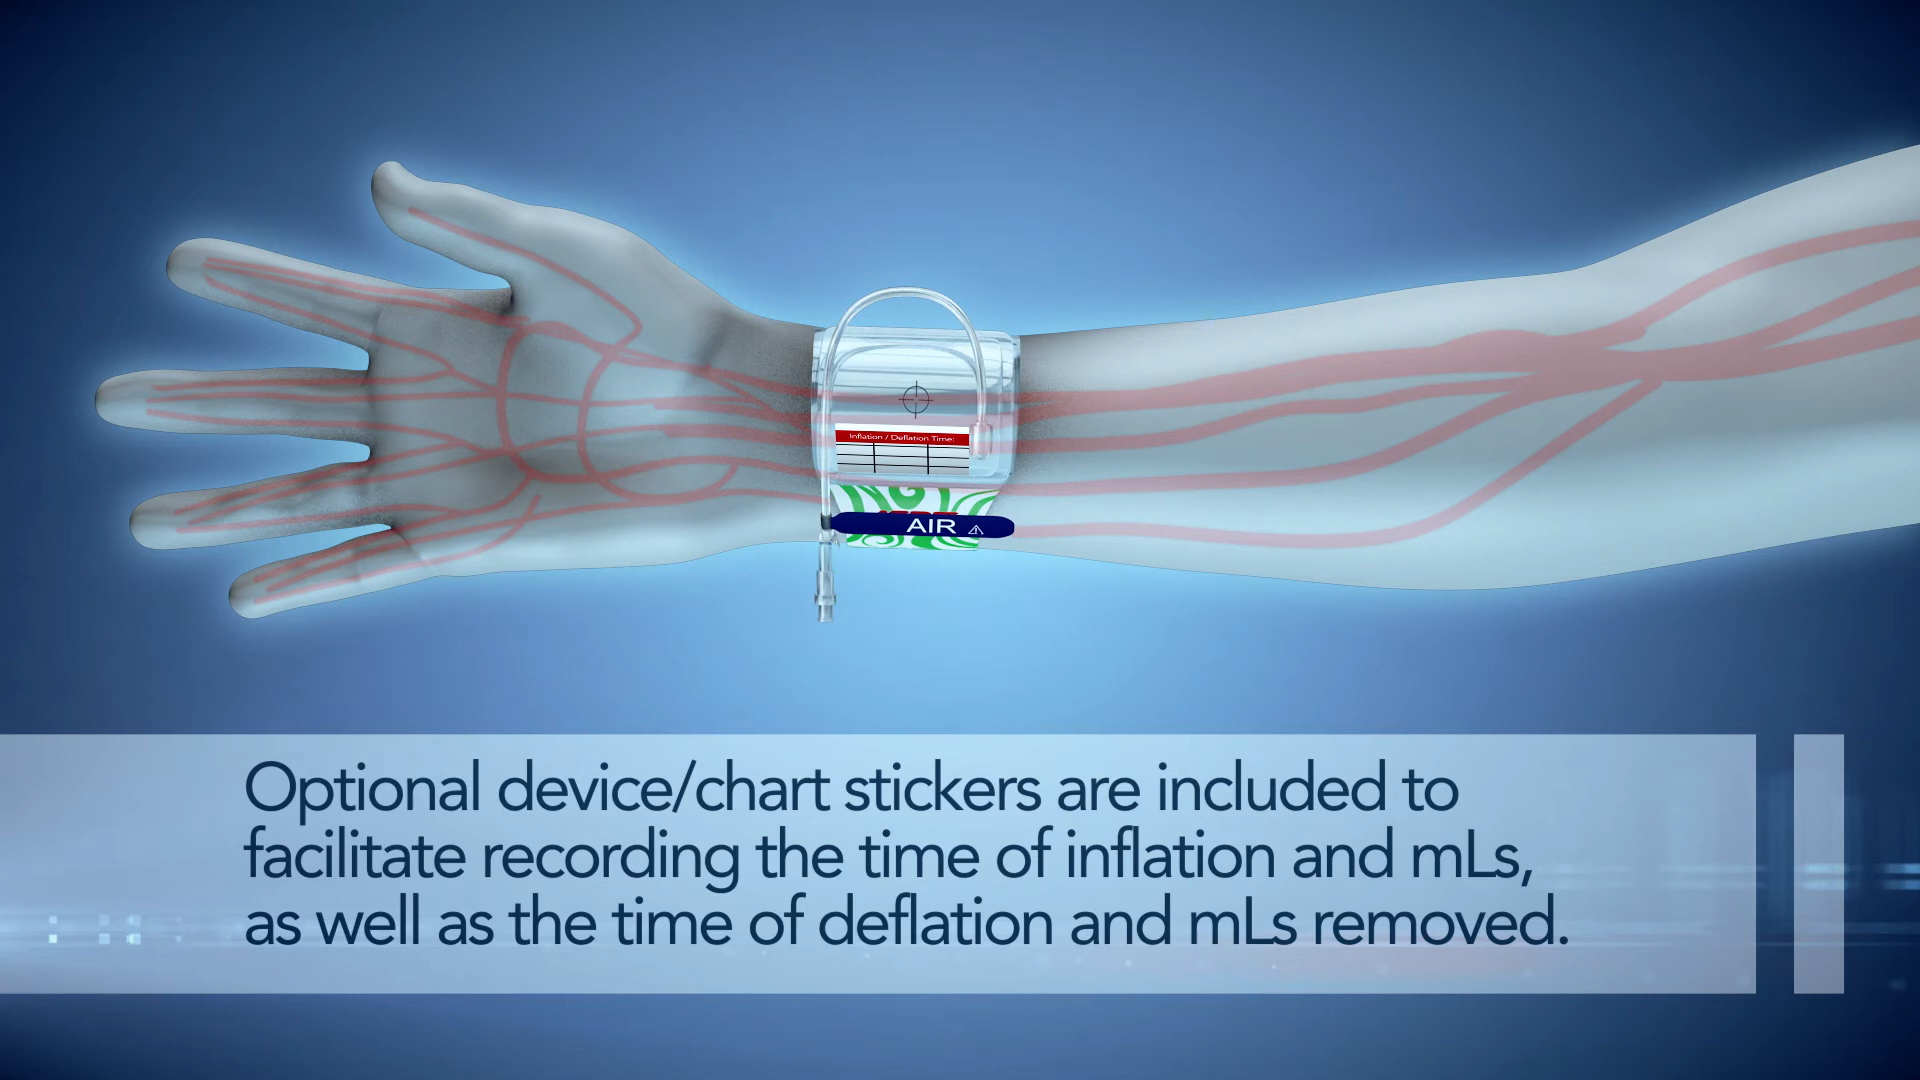 Inflation / Deflation Time:
AIR
Optional device/chart stickers are included to
facilitate recording the time of inflation and mLs,
as well as the time of deflation and mLs removed.